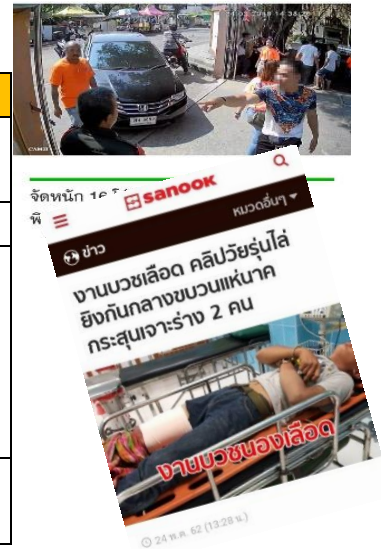 จัดหนัก 16
sanook
หมวดอื่นๆ
ข่าว
งานบวชเลือด คลิปวัยรุ่นไล่
ยิงกันกลางขบวนแห่นาค
กระสุนเจาะร่าง 2 คน
งานบวชนองเลือด
24 พ.ค. 62 (13:28 น.)